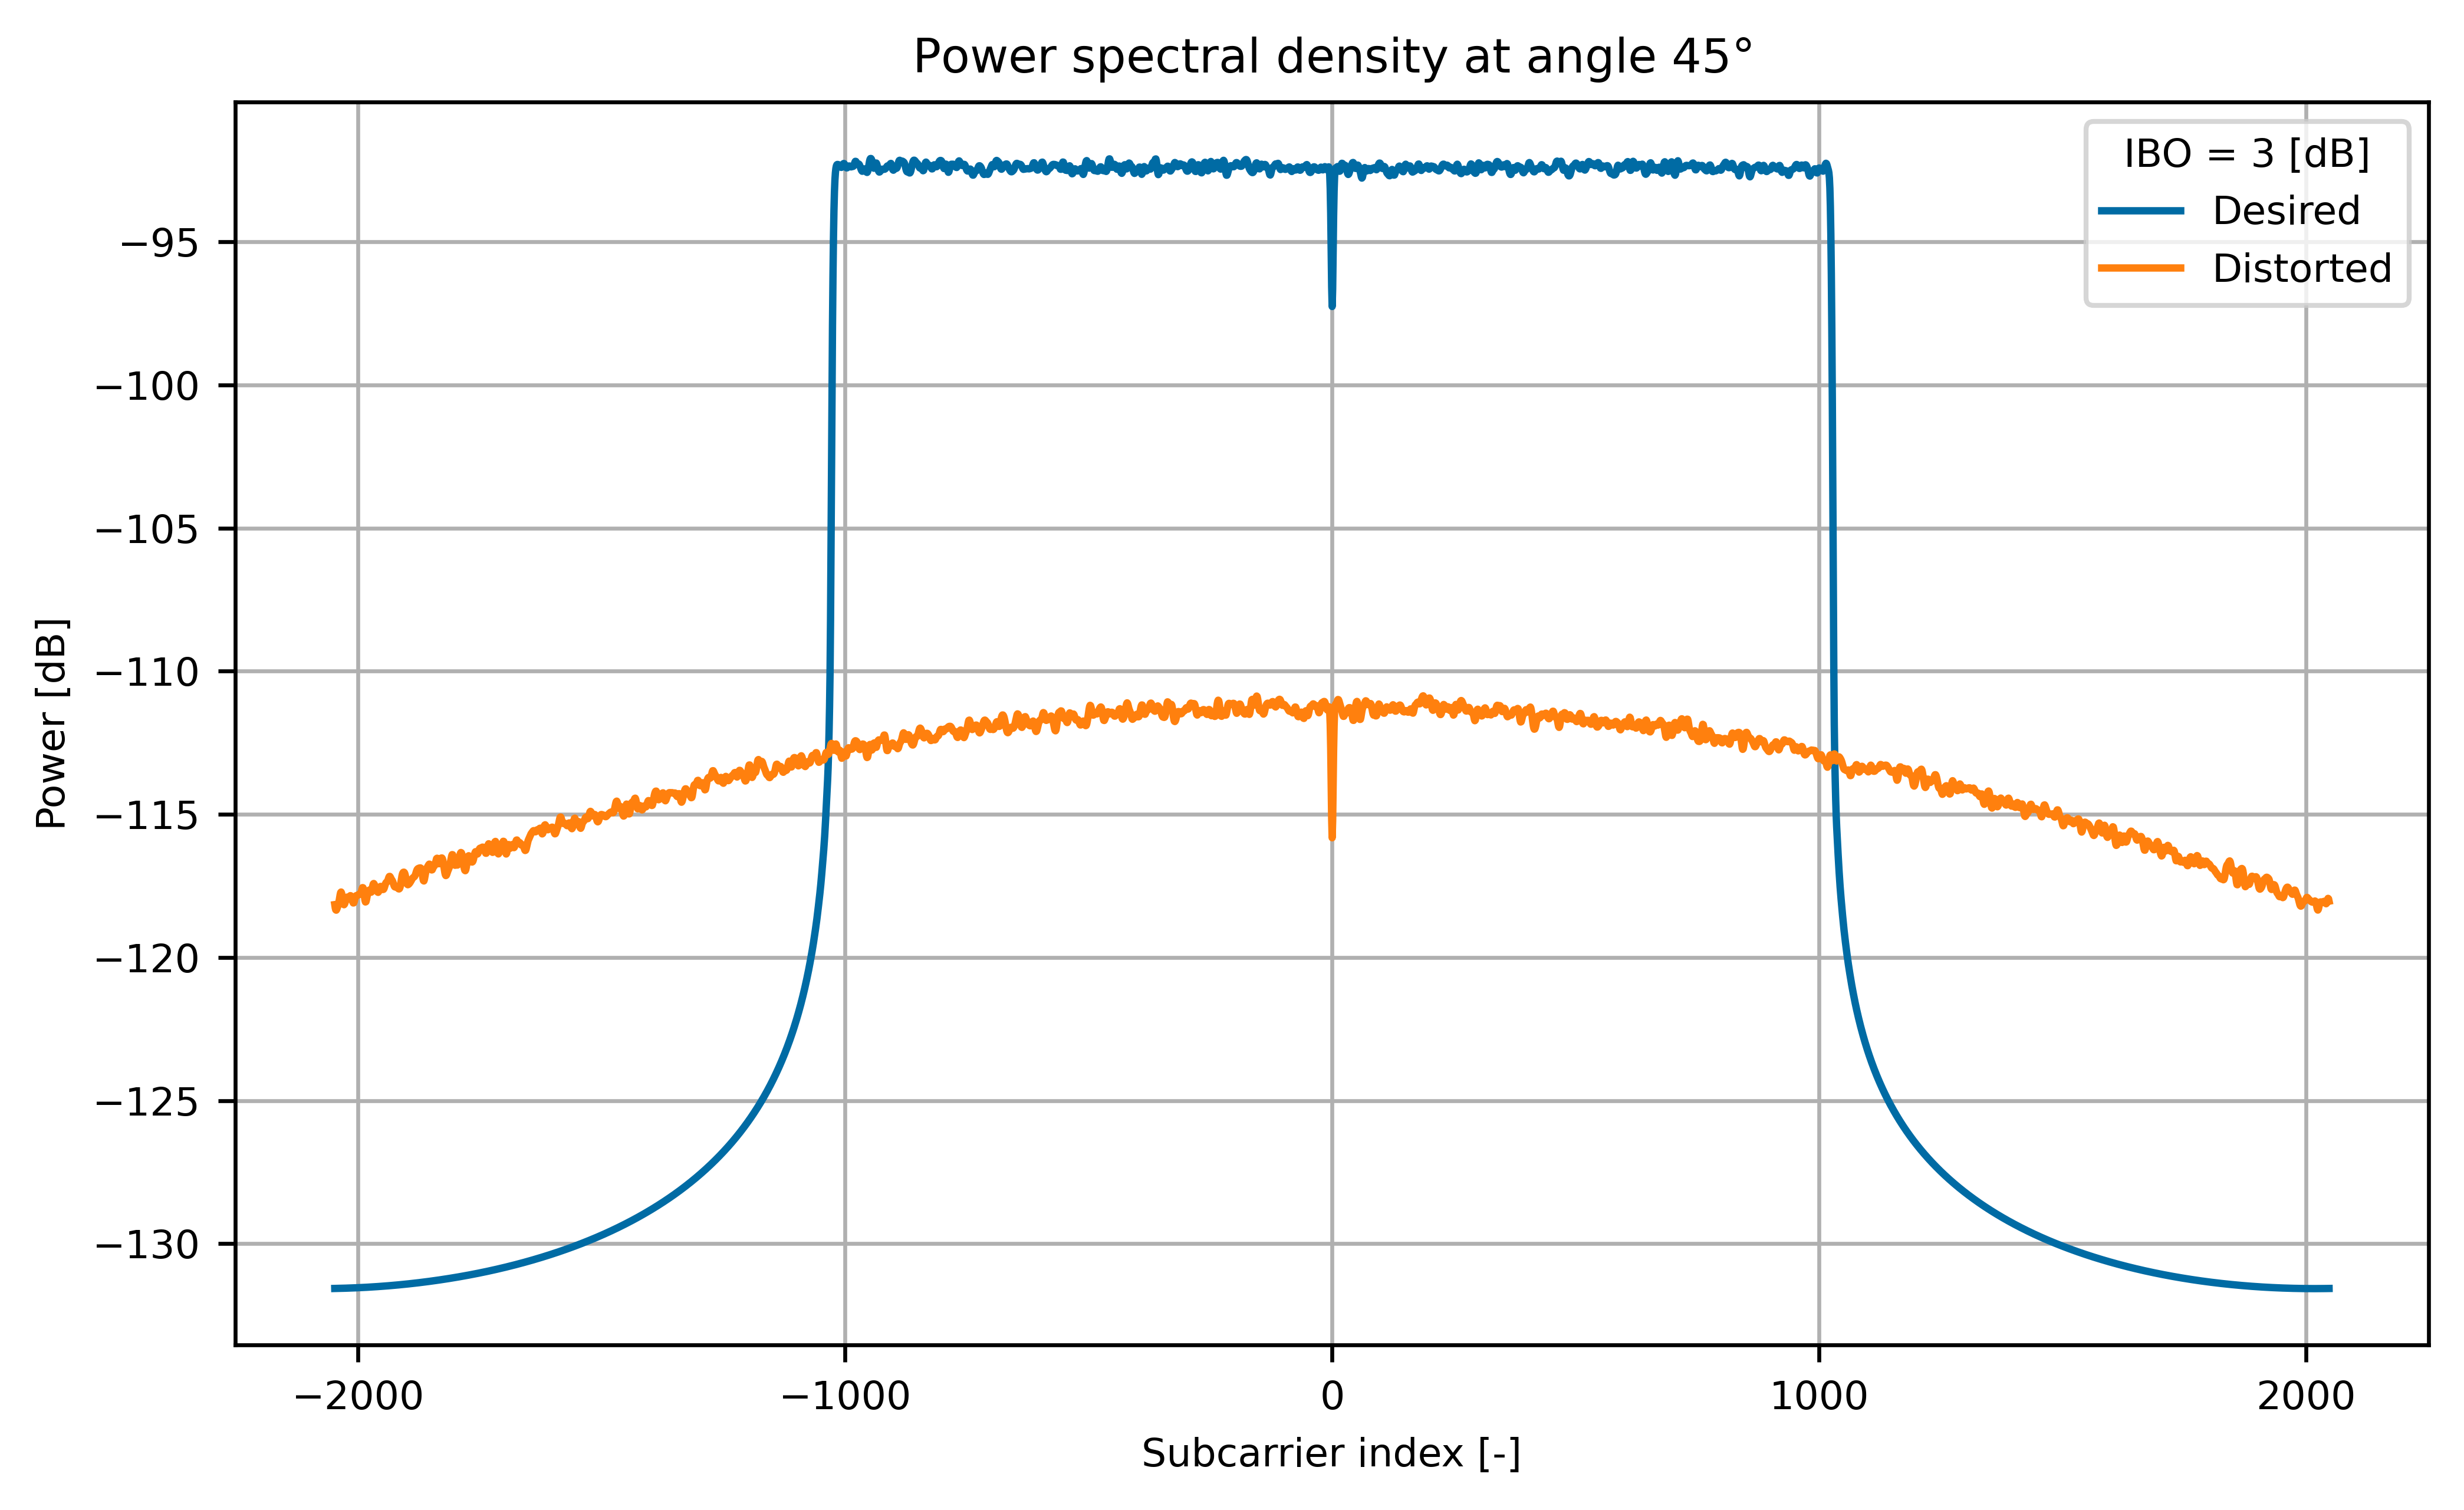 Power spectral density at angle 45°
IBO = 3 [dB]
Desired
Distorted
Power [dB]
−95
−100
−105
−110
−115
−120
−125
−130
−2000
−1000
0
1000
2000
Subcarrier index [-]